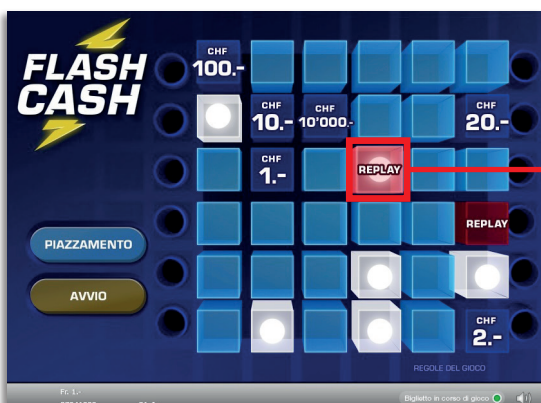 FLASH
CASH
CHF
100.-
CHF
10.-
CHF
10'000.-
CHF
20.-
CHF
1.-
REPLAY
REPLAY
PIAZZAMENTO
AVVIO
CHF
2.-
REGOLE DEL GIOCO
Fr. 1.-
Biglietto in corso di gioco